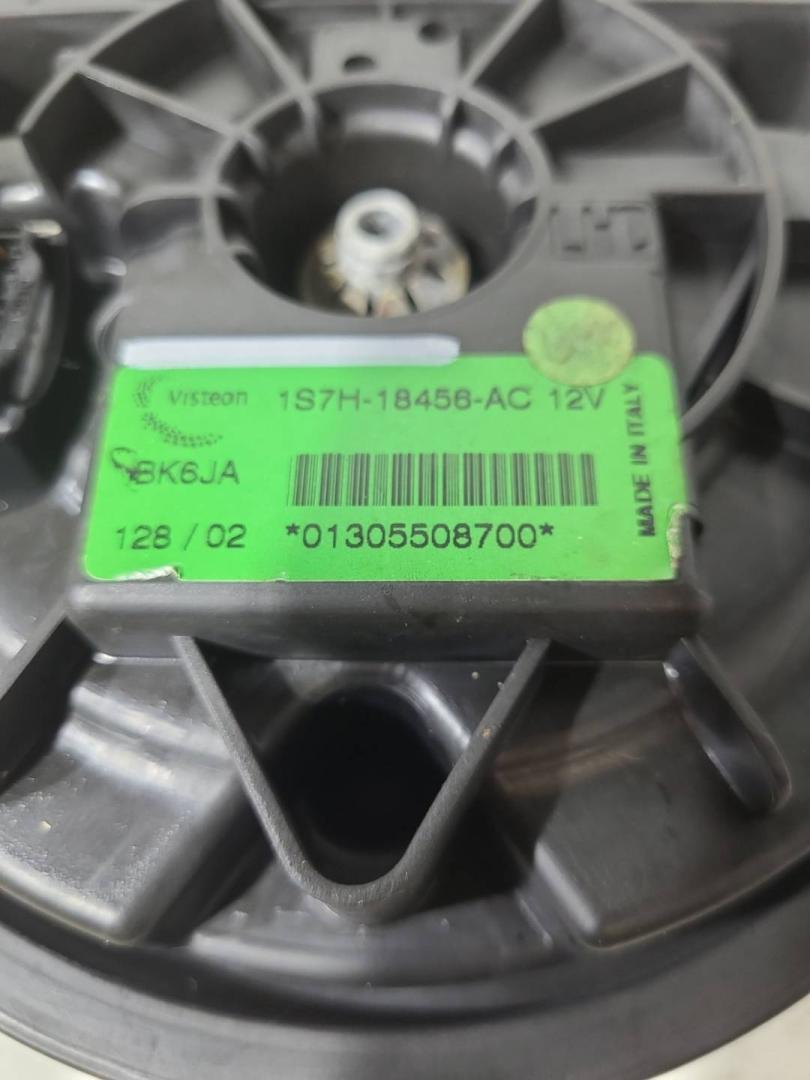 Visteon 1S7H-18456-AC 12V
BK6JA
128 / 02 *01305508700*
MADE IN ITALY